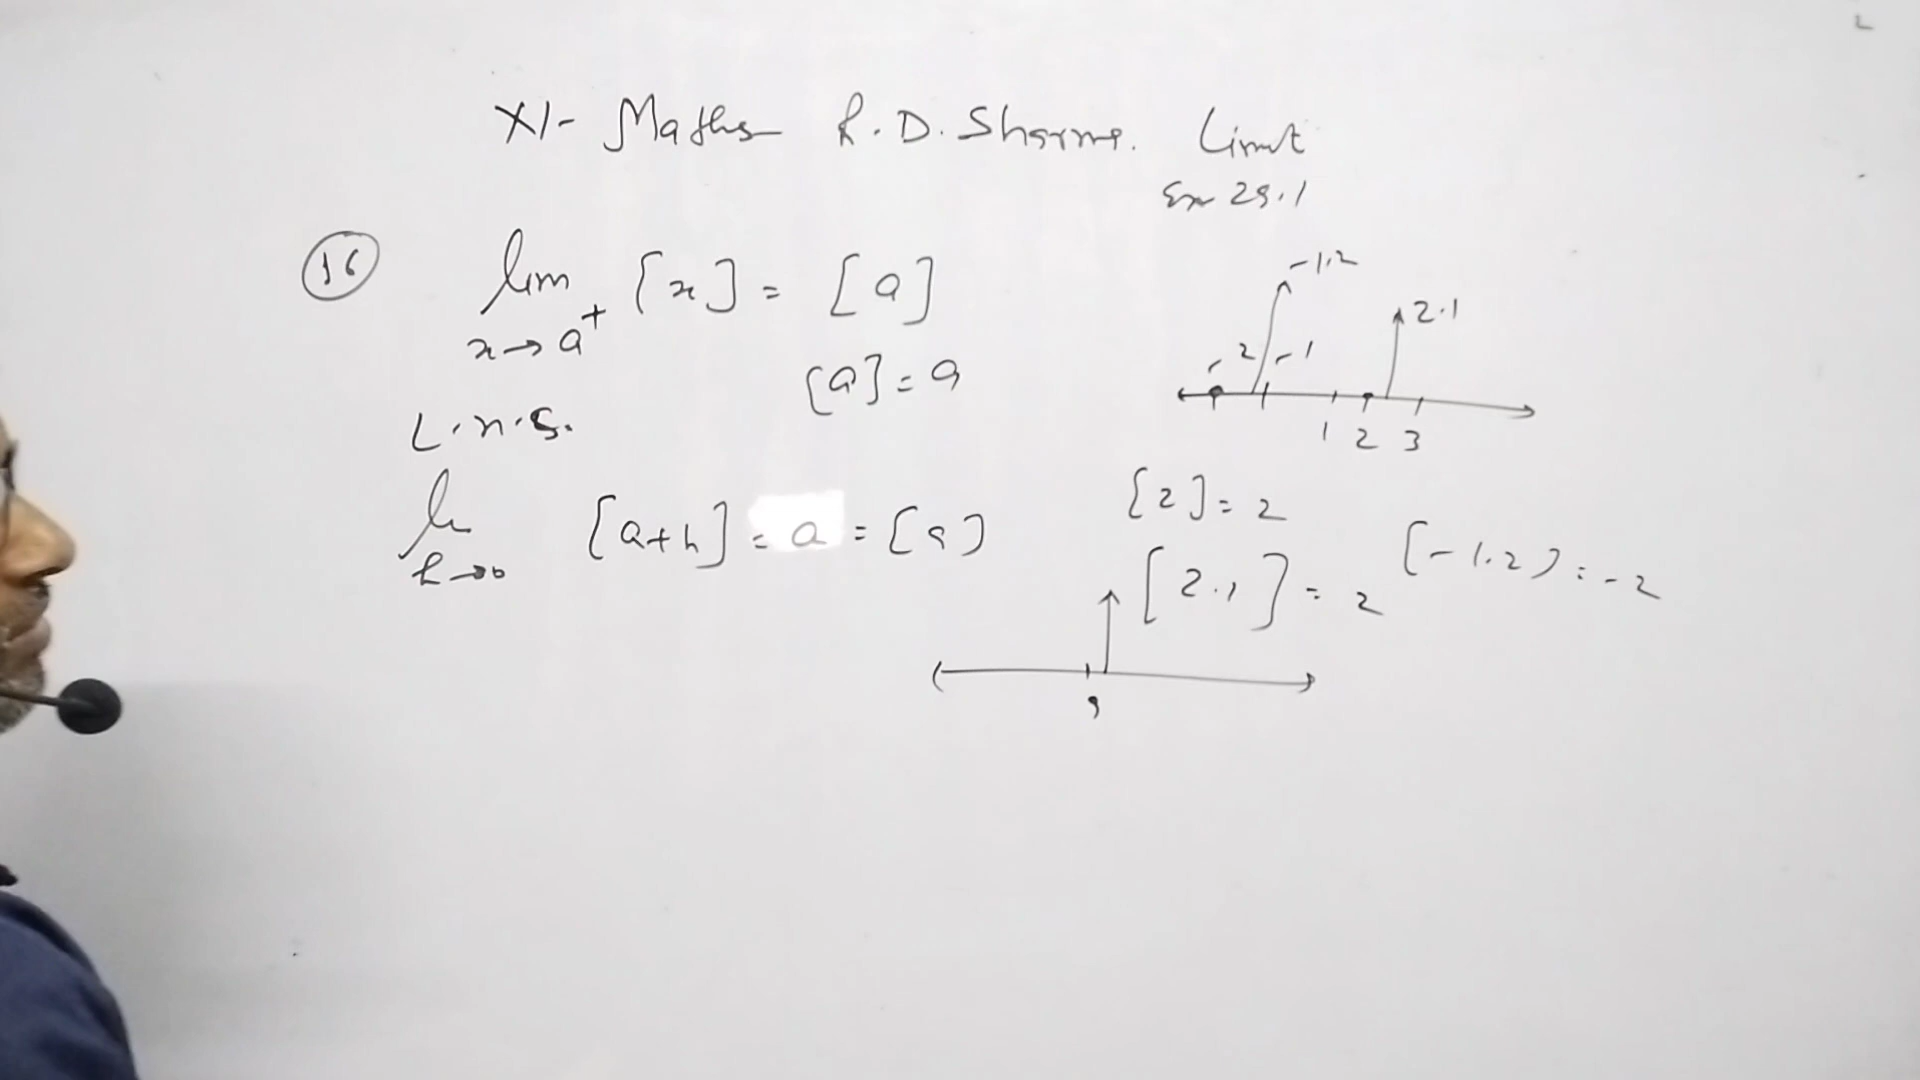 XI- Maths R.D. Sharma. Limit
Ex 29.1
16 lim [x] = [a]
x→a⁺
[a] = a
L.H.S.
-1.2
2.1
-2 -1
1 2 3
[2] = 2
h→0 [a+h] = a = [a]
[2.1] = 2
[-1.2] = -2
a